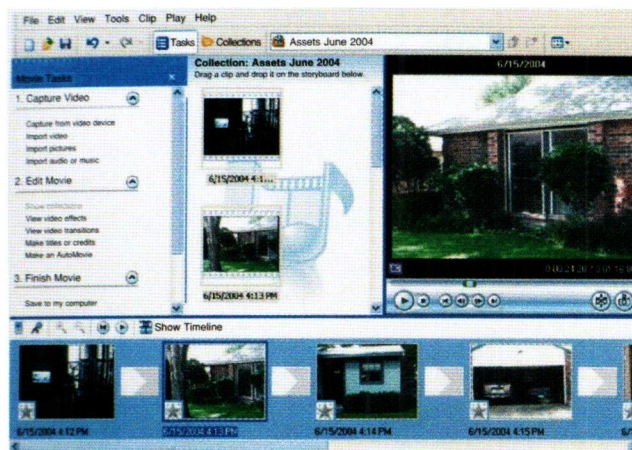 File Edit View Tools Clip Play Help
Tasks Collections Assets June 2004
Movie Tasks
1. Capture Video
Capture from video device
Import video
Import pictures
Import audio or music
2. Edit Movie
Show collections
View video effects
View video transitions
Make titles or credits
Make an AutoMovie
3. Finish Movie
Save to my computer
Collection: Assets June 2004
Drag a clip and drop it on the storyboard below.
6/15/2004 4:1...
6/15/2004 4:13 PM
6/15/2004
Show Timeline
6/15/2004 4:12 PM
6/15/2004 4:13 PM
6/15/2004 4:14 PM
6/15/2004 4:15 PM